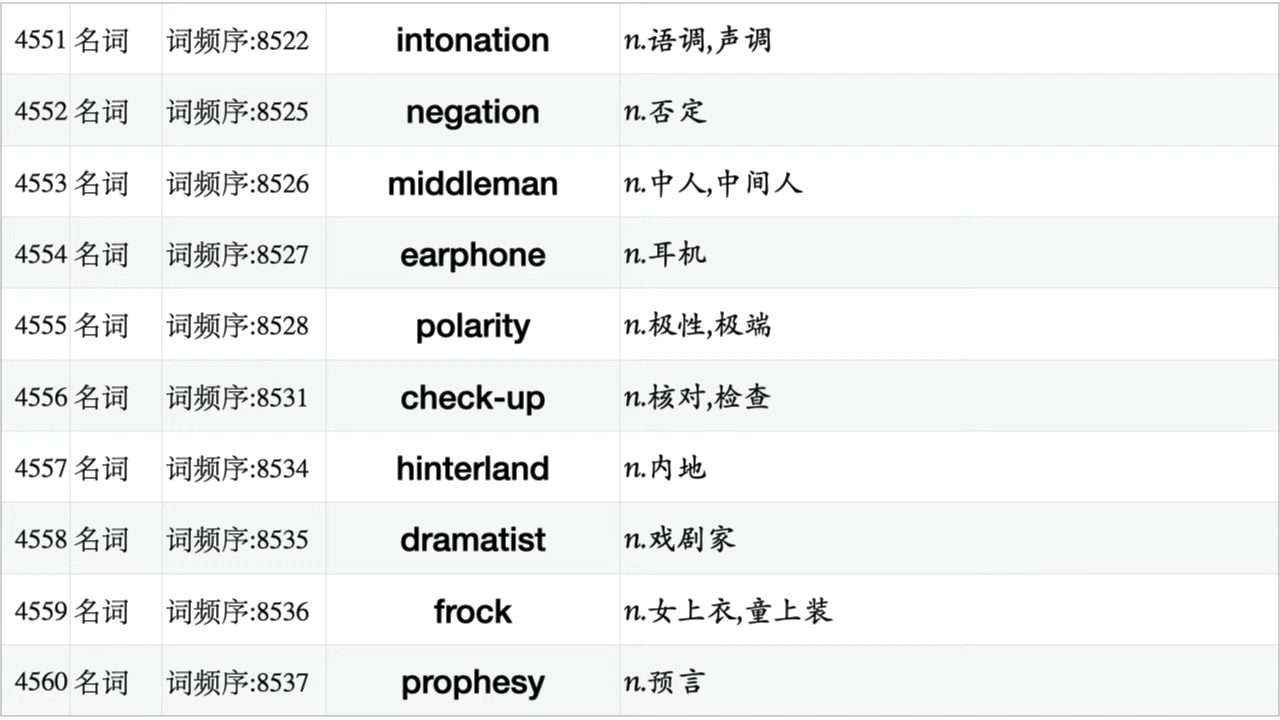 4551 名词 词频序:8522 intonation n.语调,声调
4552 名词 词频序:8525 negation n.否定
4553 名词 词频序:8526 middleman n.中人,中间人
4554 名词 词频序:8527 earphone n.耳机
4555 名词 词频序:8528 polarity n.极性,极端
4556 名词 词频序:8531 check-up n.核对,检查
4557 名词 词频序:8534 hinterland n.内地
4558 名词 词频序:8535 dramatist n.戏剧家
4559 名词 词频序:8536 frock n.女上衣,童上装
4560 名词 词频序:8537 prophesy n.预言